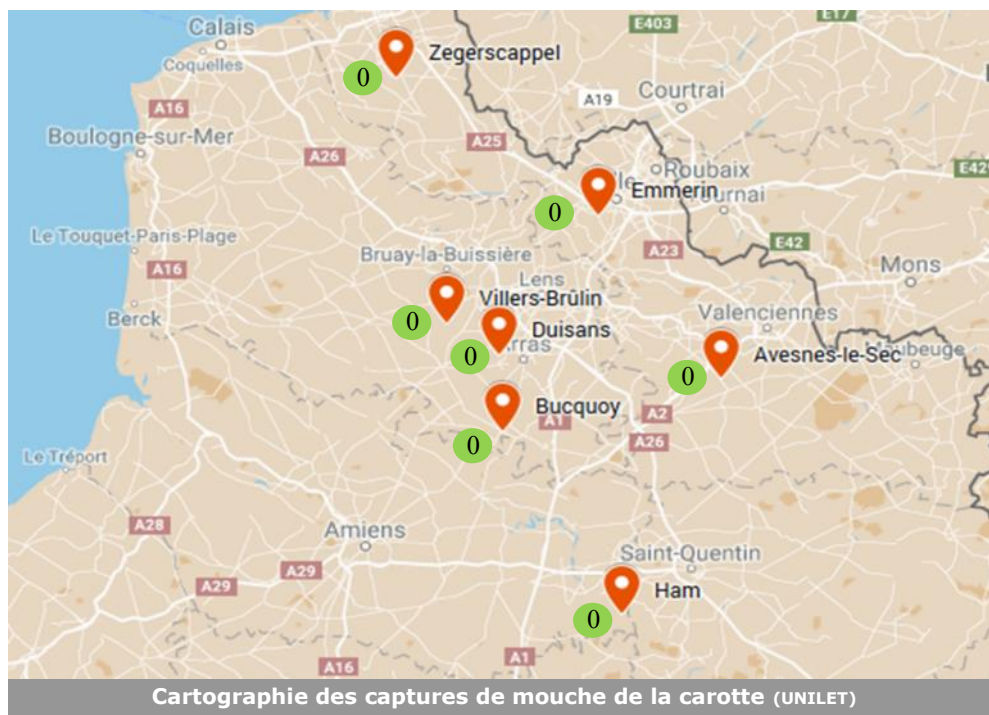 Calais
E403
E17
Zegerscappel
Coquelles
0
A16
A19
Courtrai
Boulogne-sur-Mer
A25
A26
Roubaix
Emmerin
0
Le Touquet-Paris-Plage
A23
E42
A16
Bruay-la-Buissière
Mons
Lens
Villers-Brûlin
Berck
Valenciennes
0
Duisans
0
Avesnes-le-Sec
0
Bucquoy
A1
A2
0
A26
Le Tréport
A28
Amiens
Saint-Quentin
A29
A29
Ham
0
A16
A1
Cartographie des captures de mouche de la carotte (UNILET)